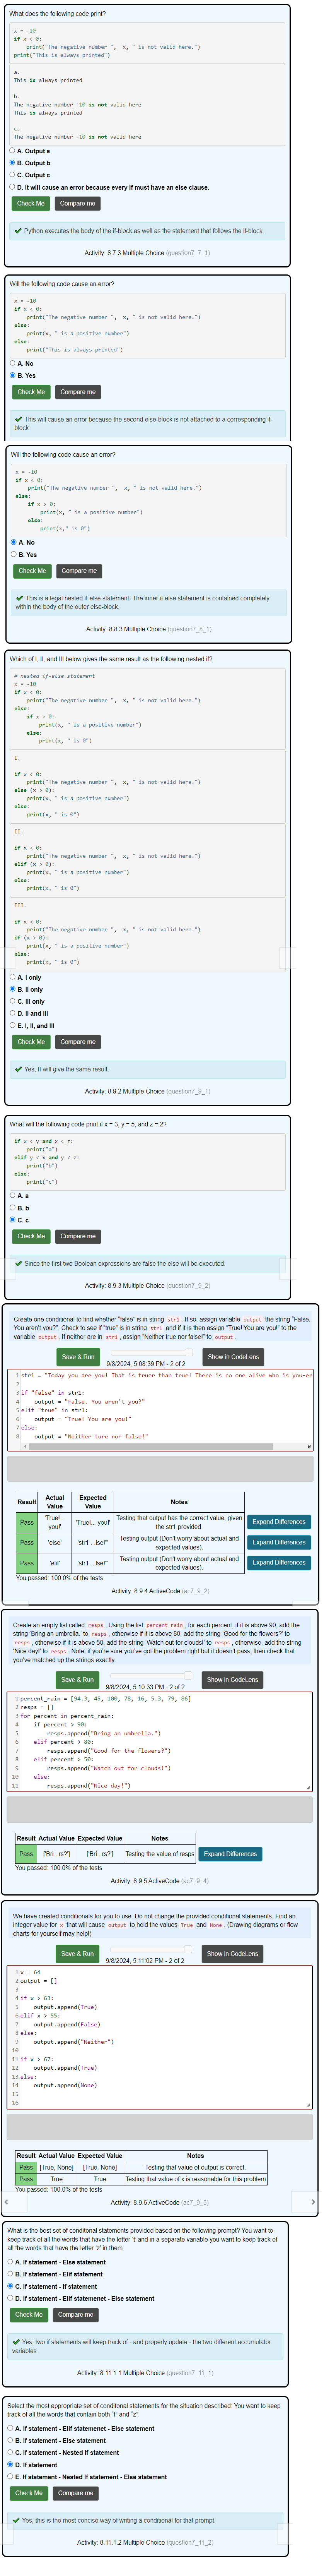 What does the following code print?
x = -10
if x < 0:
    print("The negative number ",  x, " is not valid here.")
print("This is always printed")
a.
This is always printed
b.
The negative number -10 is not valid here
This is always printed
c.
The negative number -10 is not valid here
A. Output a
B. Output b
C. Output c
D. It will cause an error because every if must have an else clause.
Check Me
Compare me
✔ Python executes the body of the if-block as well as the statement that follows the if-block.
Activity: 8.7.3 Multiple Choice (question7_7_1)
Will the following code cause an error?
x = -10
if x < 0:
    print("The negative number ",  x, " is not valid here.")
else:
    print(x, " is a positive number")
else:
    print("This is always printed")
A. No
B. Yes
Check Me
Compare me
✔ This will cause an error because the second else-block is not attached to a corresponding if-
block.
Will the following code cause an error?
x = -10
if x < 0:
    print("The negative number ",  x, " is not valid here.")
else:
    if x > 0:
        print(x, " is a positive number")
    else:
        print(x," is 0")
A. No
B. Yes
Check Me
Compare me
✔ This is a legal nested if-else statement. The inner if-else statement is contained completely
within the body of the outer else-block.
Activity: 8.8.3 Multiple Choice (question7_8_1)
Which of I, II, and III below gives the same result as the following nested if?
# nested if-else statement
x = -10
if x < 0:
    print("The negative number ",  x, " is not valid here.")
else:
    if x > 0:
        print(x, " is a positive number")
    else:
        print(x, " is 0")
I.
if x < 0:
    print("The negative number ",  x, " is not valid here.")
else (x > 0):
    print(x, " is a positive number")
else:
    print(x, " is 0")
II.
if x < 0:
    print("The negative number ",  x, " is not valid here.")
elif (x > 0):
    print(x, " is a positive number")
else:
    print(x, " is 0")
III.
if x < 0:
    print("The negative number ",  x, " is not valid here.")
if (x > 0):
    print(x, " is a positive number")
else:
    print(x, " is 0")
A. I only
B. II only
C. III only
D. II and III
E. I, II, and III
Check Me
Compare me
✔ Yes, II will give the same result.
Activity: 8.9.2 Multiple Choice (question7_9_1)
What will the following code print if x = 3, y = 5, and z = 2?
if x < y and x < z:
    print("a")
elif y < x and y < z:
    print("b")
else:
    print("c")
A. a
B. b
C. c
Check Me
Compare me
✔ Since the first two Boolean expressions are false the else will be executed.
Activity: 8.9.3 Multiple Choice (question7_9_2)
Create one conditional to find whether "false" is in string str1 . If so, assign variable output the string "False.
You aren't you?". Check to see if "true" is in string str1 and if it is then assign "True! You are you!" to the
variable output . If neither are in str1 , assign "Neither true nor false!" to output .
Save & Run
9/8/2024, 5:08:39 PM - 2 of 2
Show in CodeLens
1 str1 = "Today you are you! That is truer than true! There is no one alive who is you-er
2
3 if "false" in str1:
4     output = "False. You aren't you?"
5 elif "true" in str1:
6     output = "True! You are you!"
7 else:
8     output = "Neither ture nor false!"
Result Actual Value Expected Value Notes
Pass 'True!... you!' 'True!... you!' Testing that output has the correct value, given the str1 provided.
Expand Differences
Pass 'else' 'str1 ...lse!"' Testing output (Don't worry about actual and expected values).
Expand Differences
Pass 'elif' 'str1 ...lse!"' Testing output (Don't worry about actual and expected values).
Expand Differences
You passed: 100.0% of the tests
Activity: 8.9.4 ActiveCode (ac7_9_2)
Create an empty list called resps . Using the list percent_rain , for each percent, if it is above 90, add the
string 'Bring an umbrella.' to resps , otherwise if it is above 80, add the string 'Good for the flowers?' to
resps , otherwise if it is above 50, add the string 'Watch out for clouds!' to resps , otherwise, add the string
'Nice day!' to resps . Note: if you're sure you've got the problem right but it doesn't pass, then check that
you've matched up the strings exactly.
Save & Run
9/8/2024, 5:10:33 PM - 2 of 2
Show in CodeLens
1 percent_rain = [94.3, 45, 100, 78, 16, 5.3, 79, 86]
2 resps = []
3 for percent in percent_rain:
4     if percent > 90:
5         resps.append("Bring an umbrella.")
6     elif percent > 80:
7         resps.append("Good for the flowers?")
8     elif percent > 50:
9         resps.append("Watch out for clouds!")
10     else:
11         resps.append("Nice day!")
Result Actual Value Expected Value Notes
Pass ['Bri...rs?'] ['Bri...rs?'] Testing the value of resps
Expand Differences
You passed: 100.0% of the tests
Activity: 8.9.5 ActiveCode (ac7_9_4)
We have created conditionals for you to use. Do not change the provided conditional statements. Find an
integer value for x that will cause output to hold the values True and None . (Drawing diagrams or flow
charts for yourself may help!)
Save & Run
9/8/2024, 5:11:02 PM - 2 of 2
Show in CodeLens
1 x = 64
2 output = []
3
4 if x > 63:
5     output.append(True)
6 elif x > 55:
7     output.append(False)
8 else:
9     output.append("Neither")
10
11 if x > 67:
12     output.append(True)
13 else:
14     output.append(None)
15
16
Result Actual Value Expected Value Notes
Pass [True, None] [True, None] Testing that value of output is correct.
Pass True True Testing that value of x is reasonable for this problem
You passed: 100.0% of the tests
Activity: 8.9.6 ActiveCode (ac7_9_5)
What is the best set of conditonal statements provided based on the following prompt? You want to
keep track of all the words that have the letter 't' and in a separate variable you want to keep track of
all the words that have the letter 'z' in them.
A. If statement - Else statement
B. If statement - Elif statement
C. If statement - If statement
D. If statement - Elif statemenet - Else statement
Check Me
Compare me
✔ Yes, two if statements will keep track of - and properly update - the two different accumulator
variables.
Activity: 8.11.1.1 Multiple Choice (question7_11_1)
Select the most appropriate set of conditional statements for the situation described: You want to keep
track of all the words that contain both "t" and "z".
A. If statement - Elif statemenet - Else statement
B. If statement - Else statement
C. If statement - Nested If statement
D. If statement
E. If statement - Nested If statement - Else statement
Check Me
Compare me
✔ Yes, this is the most concise way of writing a conditional for that prompt.
Activity: 8.11.1.2 Multiple Choice (question7_11_2)